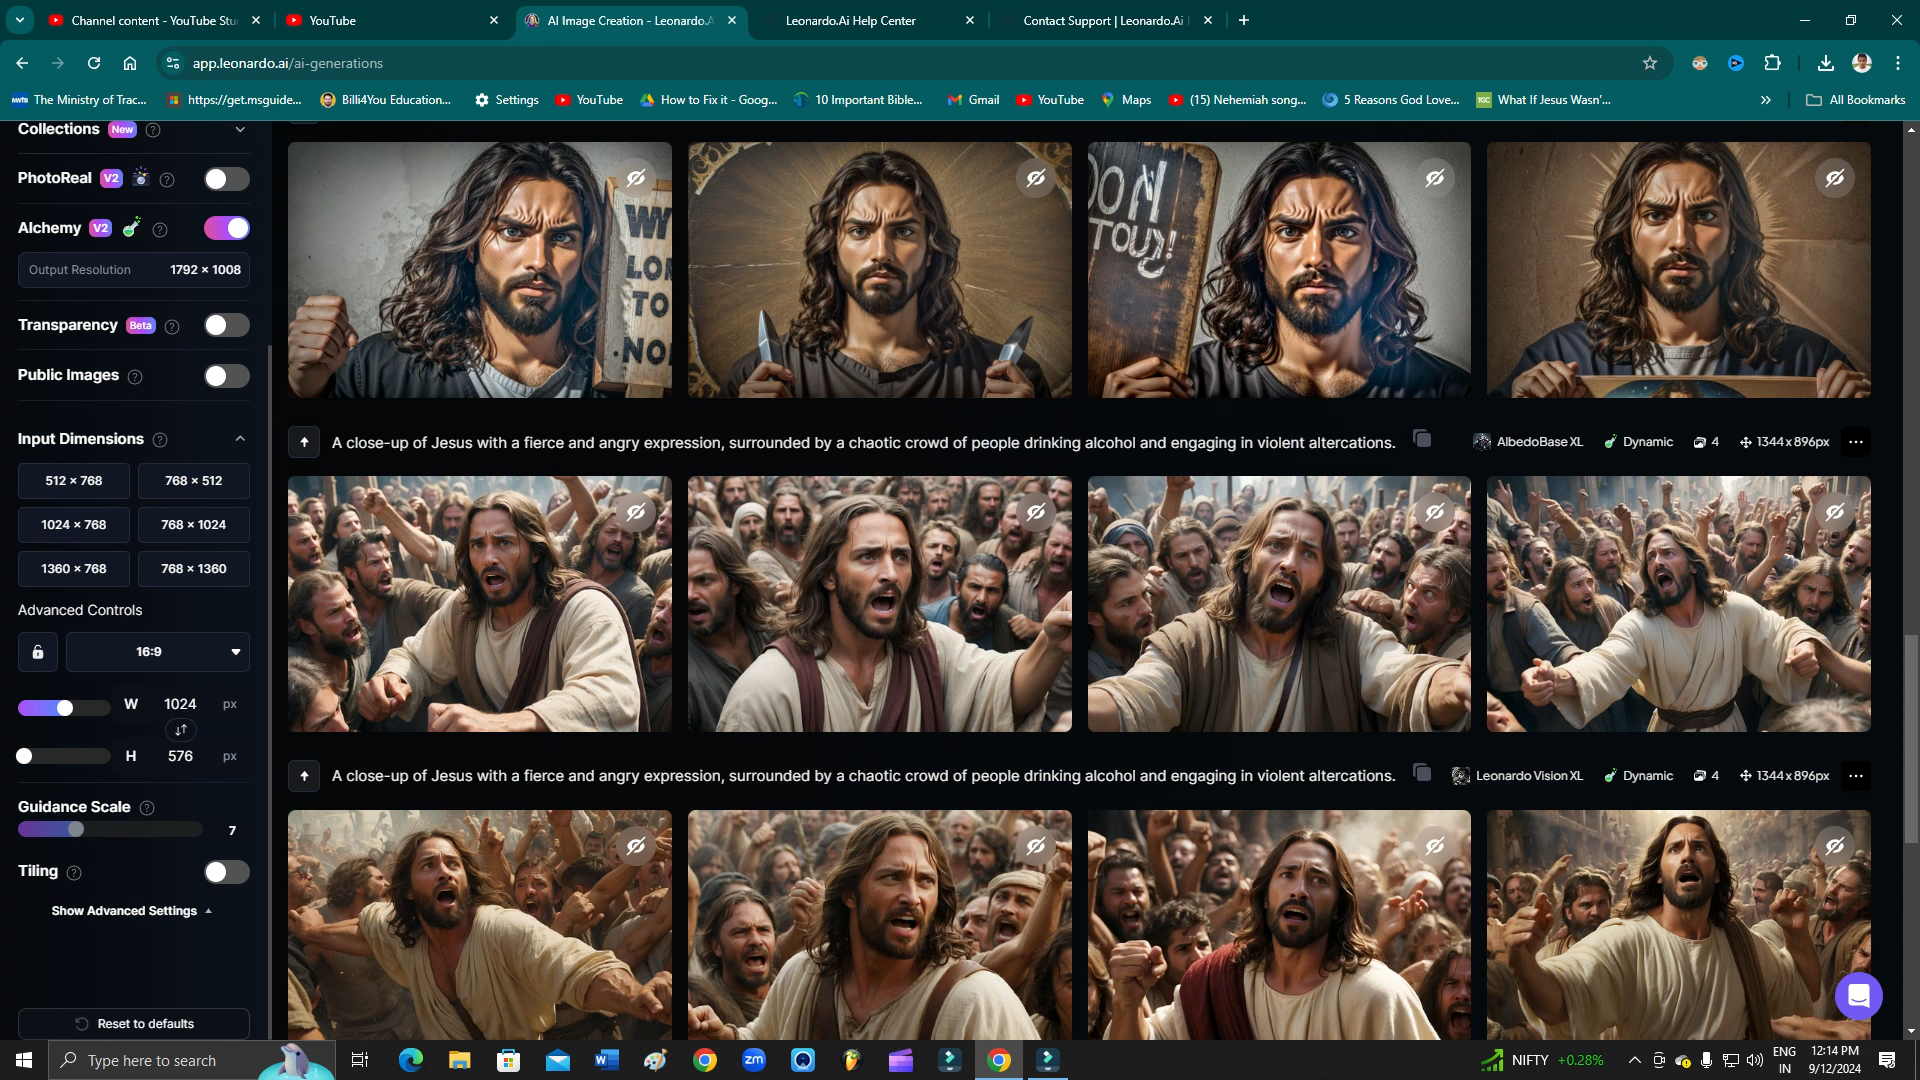 Channel content - YouTube Stu
YouTube
AI Image Creation - Leonardo.A
Leonardo.Ai Help Center
Contact Support | Leonardo.Ai
app.leonardo.ai/ai-generations
The Ministry of Trac...
https://get.msguide...
Billi4You Education...
Settings
YouTube
How to Fix it - Goog...
10 Important Bible...
Gmail
YouTube
Maps
(15) Nehemiah song...
5 Reasons God Love...
TGC
What If Jesus Wasn'...
All Bookmarks
Collections New
PhotoReal V2
Alchemy V2
Output Resolution 1792 × 1008
Transparency Beta
Public Images
Input Dimensions
512 × 768
768 × 512
1024 × 768
768 × 1024
1360 × 768
768 × 1360
Advanced Controls
16:9
W 1024 px
H 576 px
Guidance Scale
7
Tiling
Show Advanced Settings
Reset to defaults
LON
TO
A close-up of Jesus with a fierce and angry expression, surrounded by a chaotic crowd of people drinking alcohol and engaging in violent altercations.
AlbedoBase XL Dynamic 4 1344 x 896px
A close-up of Jesus with a fierce and angry expression, surrounded by a chaotic crowd of people drinking alcohol and engaging in violent altercations.
Leonardo Vision XL Dynamic 4 1344 x 896px
Type here to search
zm
NIFTY +0.28%
ENG
IN
12:14 PM
9/12/2024